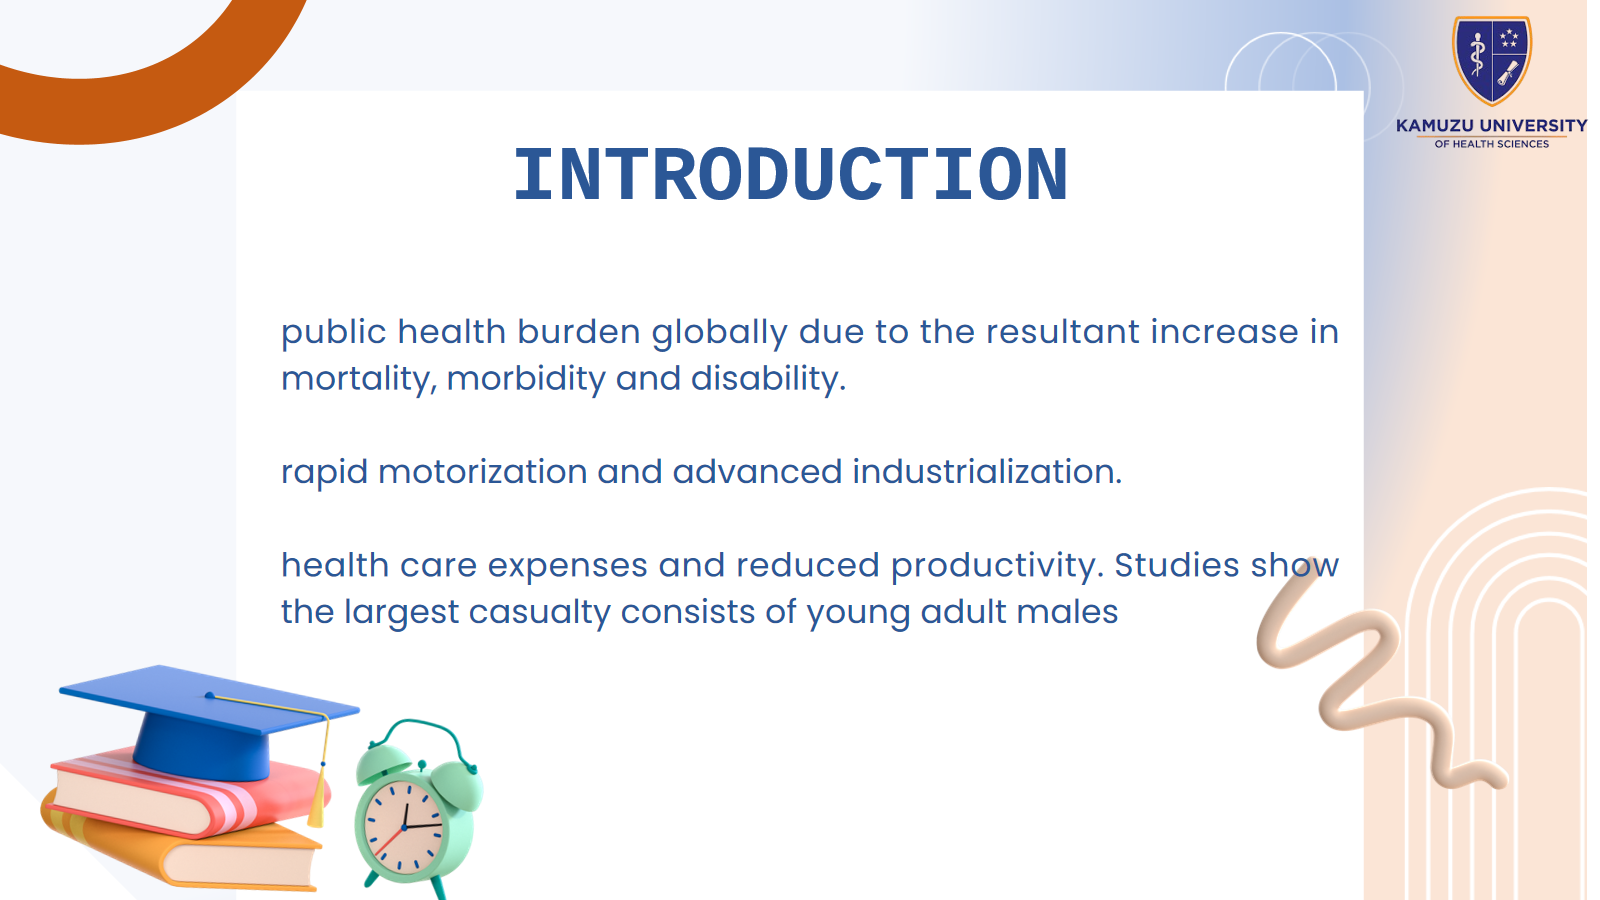 KAMUZU UNIVERSITY
OF HEALTH SCIENCES
INTRODUCTION
public health burden globally due to the resultant increase in
mortality, morbidity and disability.
rapid motorization and advanced industrialization.
health care expenses and reduced productivity. Studies show
the largest casualty consists of young adult males